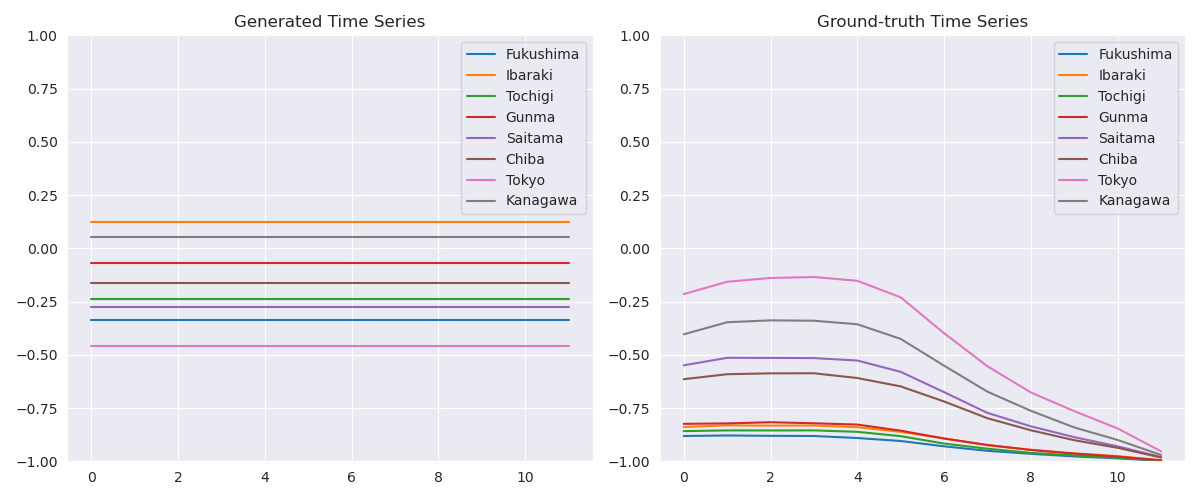 Generated Time Series
1.00
0.75
0.50
0.25
0.00
−0.25
−0.50
−0.75
−1.00
0 2 4 6 8 10
Fukushima
Ibaraki
Tochigi
Gunma
Saitama
Chiba
Tokyo
Kanagawa
Ground-truth Time Series
1.00
0.75
0.50
0.25
0.00
−0.25
−0.50
−0.75
−1.00
0 2 4 6 8 10
Fukushima
Ibaraki
Tochigi
Gunma
Saitama
Chiba
Tokyo
Kanagawa